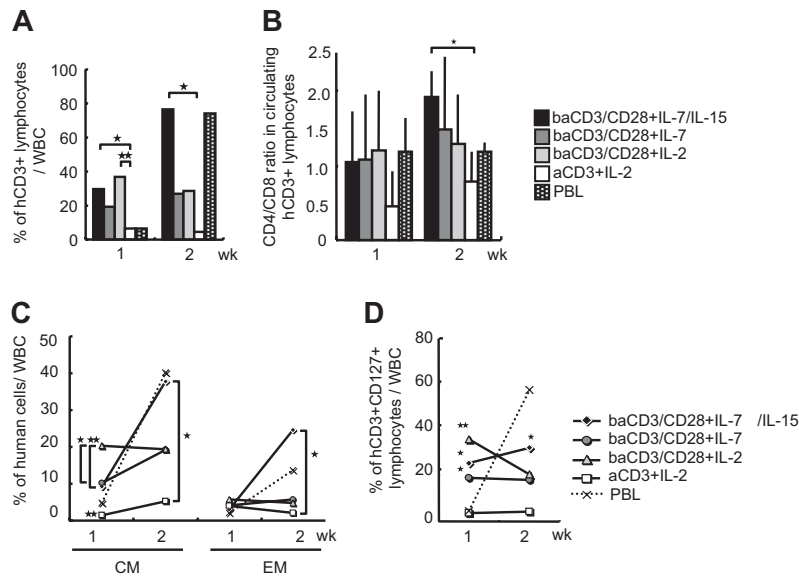 A
% of hCD3+ lymphocytes
/ WBC
100
80
60
40
20
0
★
★★
★
1
2
wk
B
CD4/CD8 ratio in circulating
hCD3+ lymphocytes
2.5
2.0
1.5
1.0
0.5
0
★
1
2
wk
baCD3/CD28+IL-7/IL-15
baCD3/CD28+IL-7
baCD3/CD28+IL-2
aCD3+IL-2
PBL
C
% of human cells/ WBC
50
40
30
20
10
0
★ ★★
★★
★
★
1
2
1
2
wk
CM
EM
D
% of hCD3+CD127+
lymphocytes / WBC
80
60
40
20
0
★★
★
★
★
1
2
wk
baCD3/CD28+IL-7 /IL-15
baCD3/CD28+IL-7
baCD3/CD28+IL-2
aCD3+IL-2
PBL